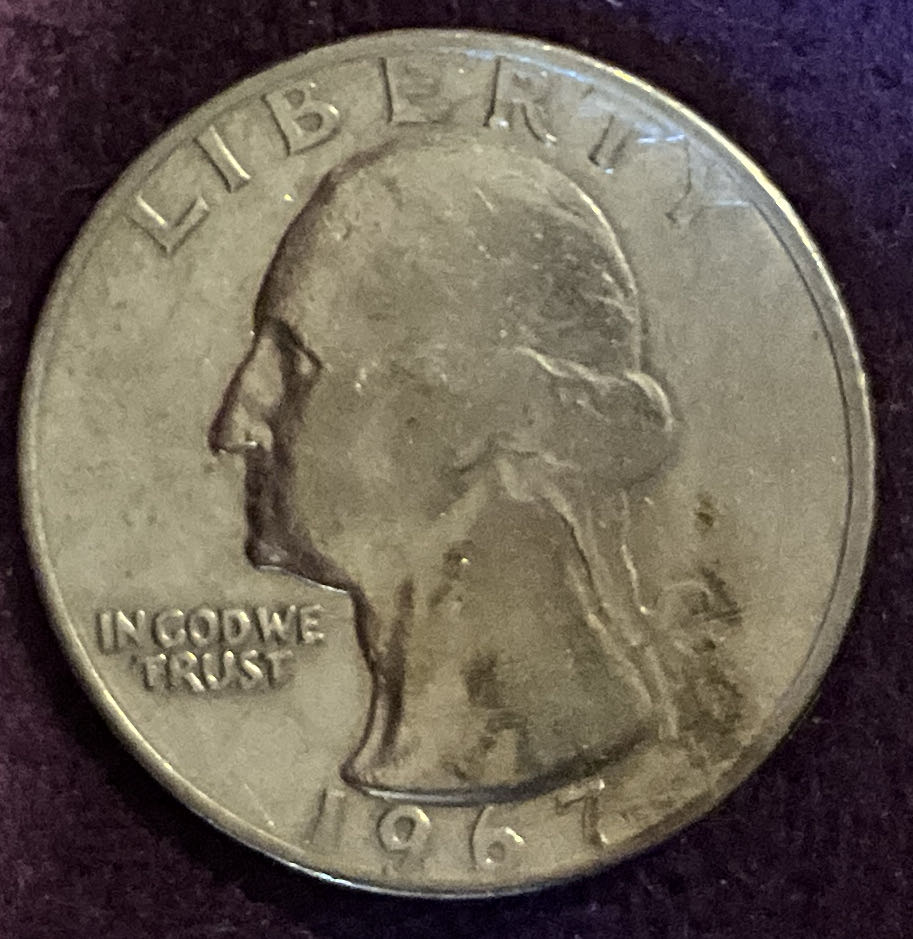 LIBERTY
IN GOD WE
TRUST
1967